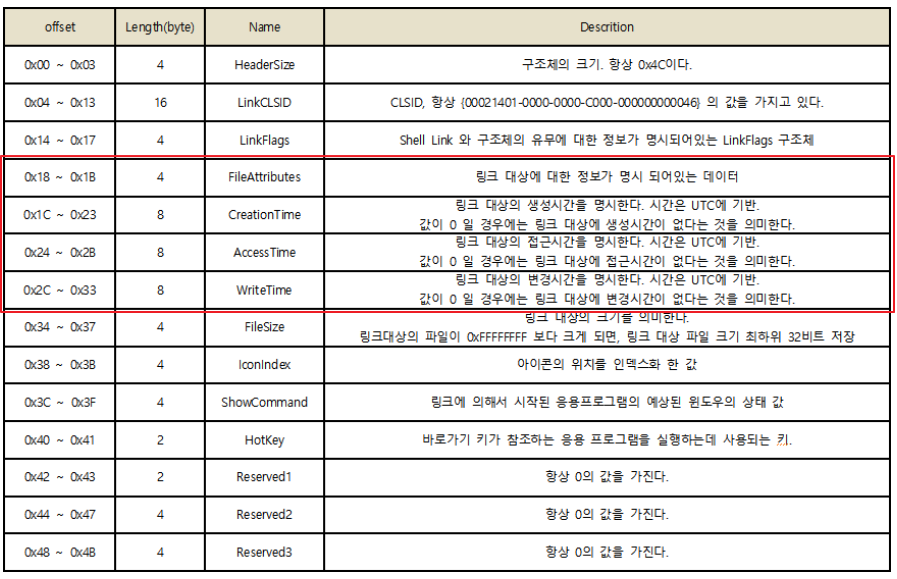 offset Length(byte) Name Descrition
0x00 ~ 0x03 4 HeaderSize 구조체의 크기. 항상 0x4C이다.
0x04 ~ 0x13 16 LinkCLSID CLSID, 항상 {00021401-0000-0000-C000-000000000046} 의 값을 가지고 있다.
0x14 ~ 0x17 4 LinkFlags Shell Link 와 구조체의 유무에 대한 정보가 명시되어있는 LinkFlags 구조체
0x18 ~ 0x1B 4 FileAttributes 링크 대상에 대한 정보가 명시 되어있는 데이터
0x1C ~ 0x23 8 CreationTime 링크 대상의 생성시간을 명시한다. 시간은 UTC에 기반.
값이 0 일 경우에는 링크 대상에 생성시간이 없다는 것을 의미한다.
0x24 ~ 0x2B 8 AccessTime 링크 대상의 접근시간을 명시한다. 시간은 UTC에 기반.
값이 0 일 경우에는 링크 대상에 접근시간이 없다는 것을 의미한다.
0x2C ~ 0x33 8 WriteTime 링크 대상의 변경시간을 명시한다. 시간은 UTC에 기반.
값이 0 일 경우에는 링크 대상에 변경시간이 없다는 것을 의미한다.
0x34 ~ 0x37 4 FileSize 링크 대상의 크기를 의미한다.
링크대상의 파일이 0xFFFFFFFF 보다 크게 되면, 링크 대상 파일 크기 최하위 32비트 저장
0x38 ~ 0x3B 4 IconIndex 아이콘의 위치를 인덱스화 한 값
0x3C ~ 0x3F 4 ShowCommand 링크에 의해서 시작된 응용프로그램의 예상된 윈도우의 상태 값
0x40 ~ 0x41 2 HotKey 바로가기 키가 참조하는 응용 프로그램을 실행하는데 사용되는 키.
0x42 ~ 0x43 2 Reserved1 항상 0의 값을 가진다.
0x44 ~ 0x47 4 Reserved2 항상 0의 값을 가진다.
0x48 ~ 0x4B 4 Reserved3 항상 0의 값을 가진다.